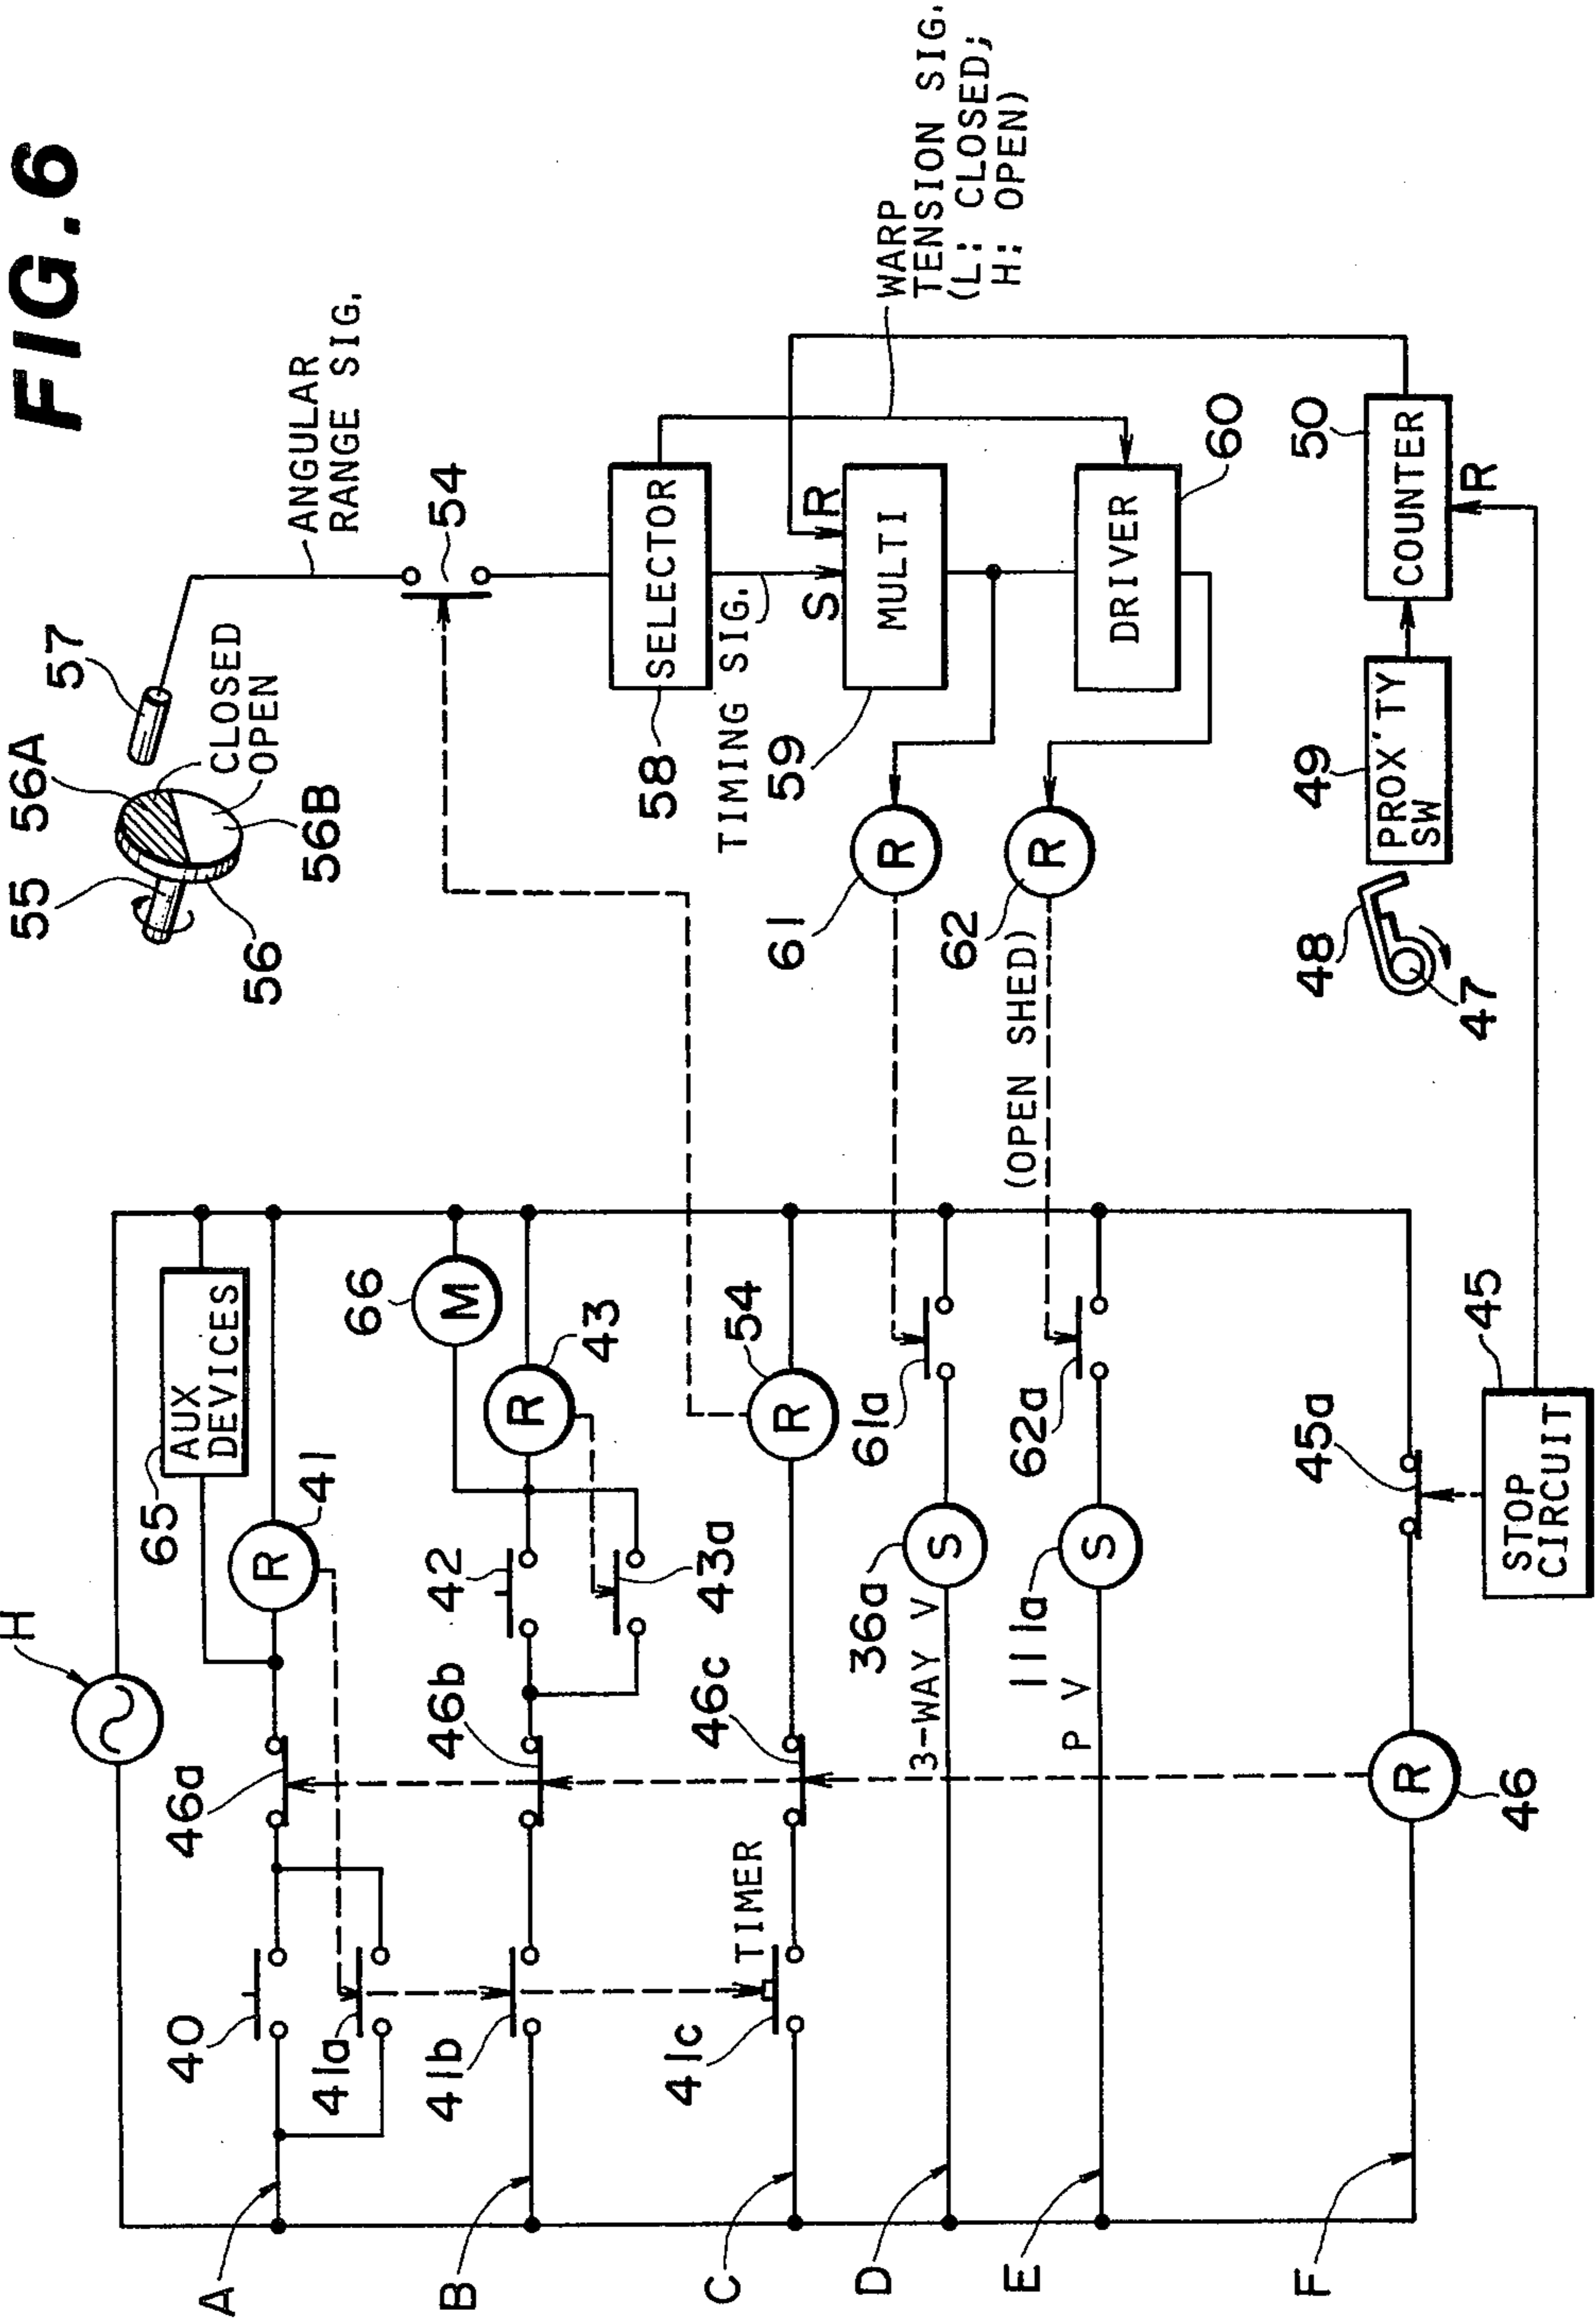 FIG. 6
H
65
AUX
DEVICES
41
R
46a
40
41a
A
66
M
43
R
42
43a
46b
41b
B
54
R
46c
TIMER
41c
C
61a
S
36a
3-WAY V
D
62a
S
111a
P V
E
(OPEN SHED)
45a
45
STOP
CIRCUIT
R
46
F
55
56A
57
CLOSED
OPEN
56B
56
ANGULAR
RANGE SIG.
54
SELECTOR
58
TIMING SIG.
S
R
MULTI
59
DRIVER
60
WARP
TENSION SIG.
(L: CLOSED;
H: OPEN)
R
61
R
62
48
47
49
PROX'TY
SW
50
COUNTER
R